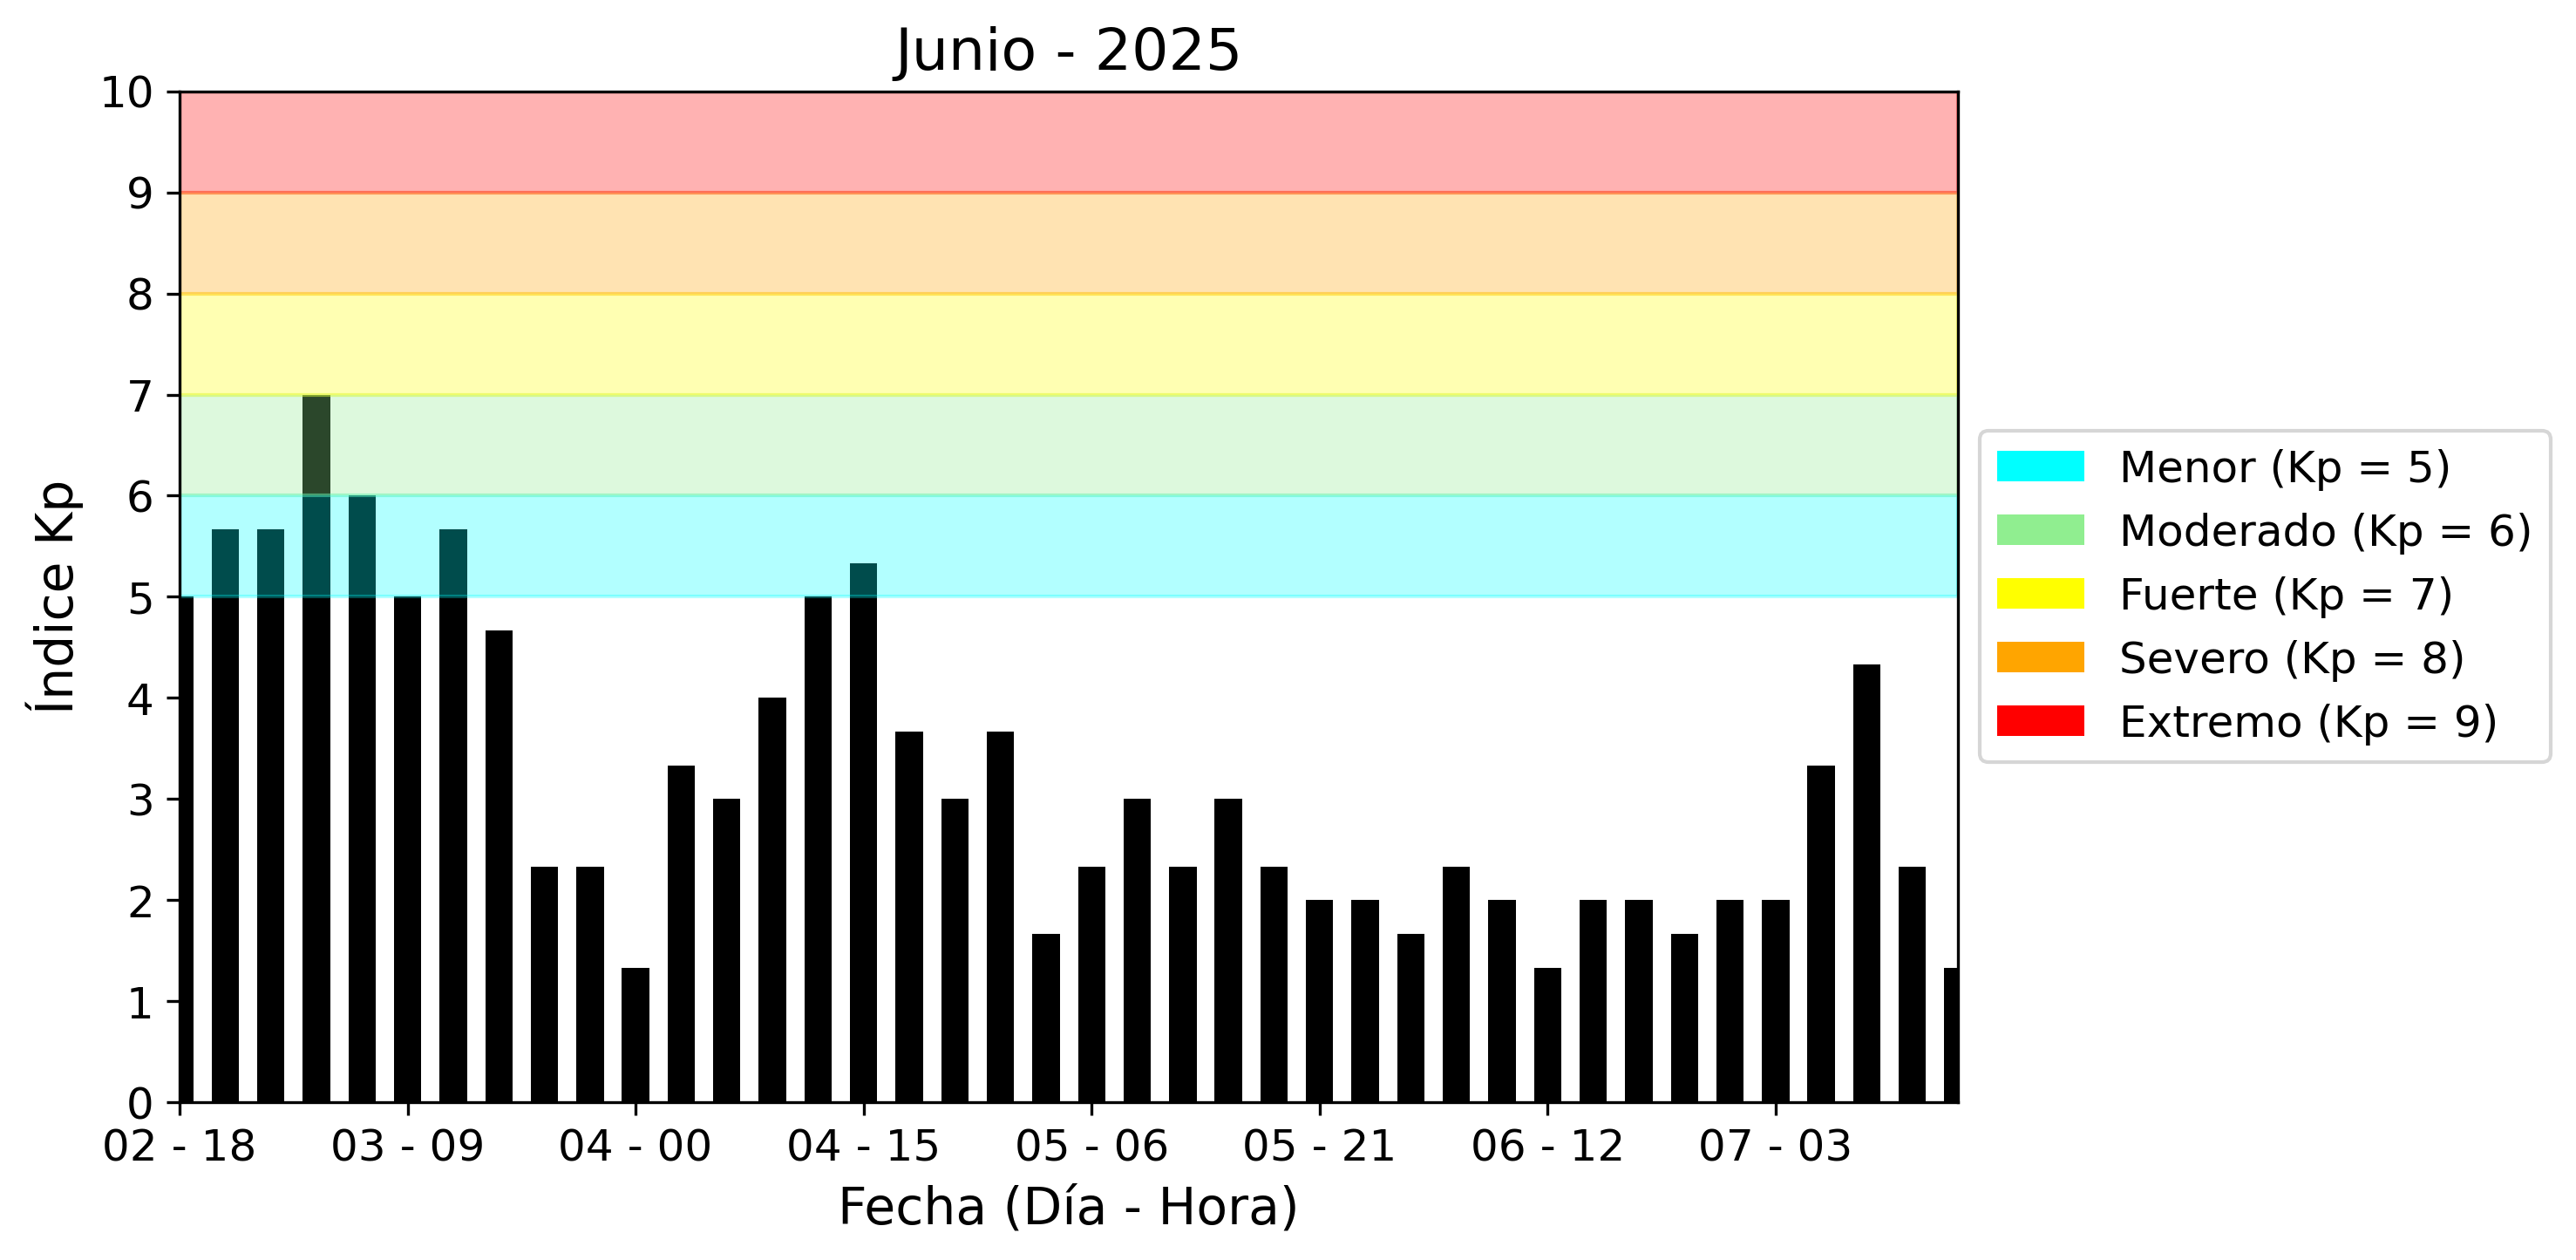 Junio - 2025
10
9
8
7
6
5
4
3
2
1
0
Índice Kp
02 - 18
03 - 09
04 - 00
04 - 15
05 - 06
05 - 21
06 - 12
07 - 03
Fecha (Día - Hora)
Menor (Kp = 5)
Moderado (Kp = 6)
Fuerte (Kp = 7)
Severo (Kp = 8)
Extremo (Kp = 9)